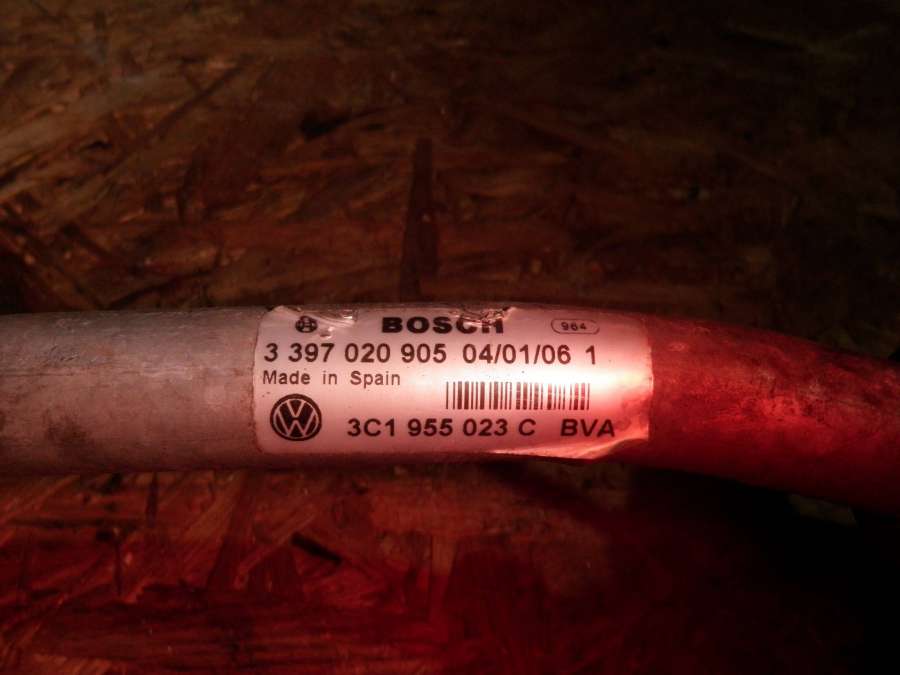 BOSCH 964
3 397 020 905 04/01/06 1
Made in Spain
3C1 955 023 C BVA